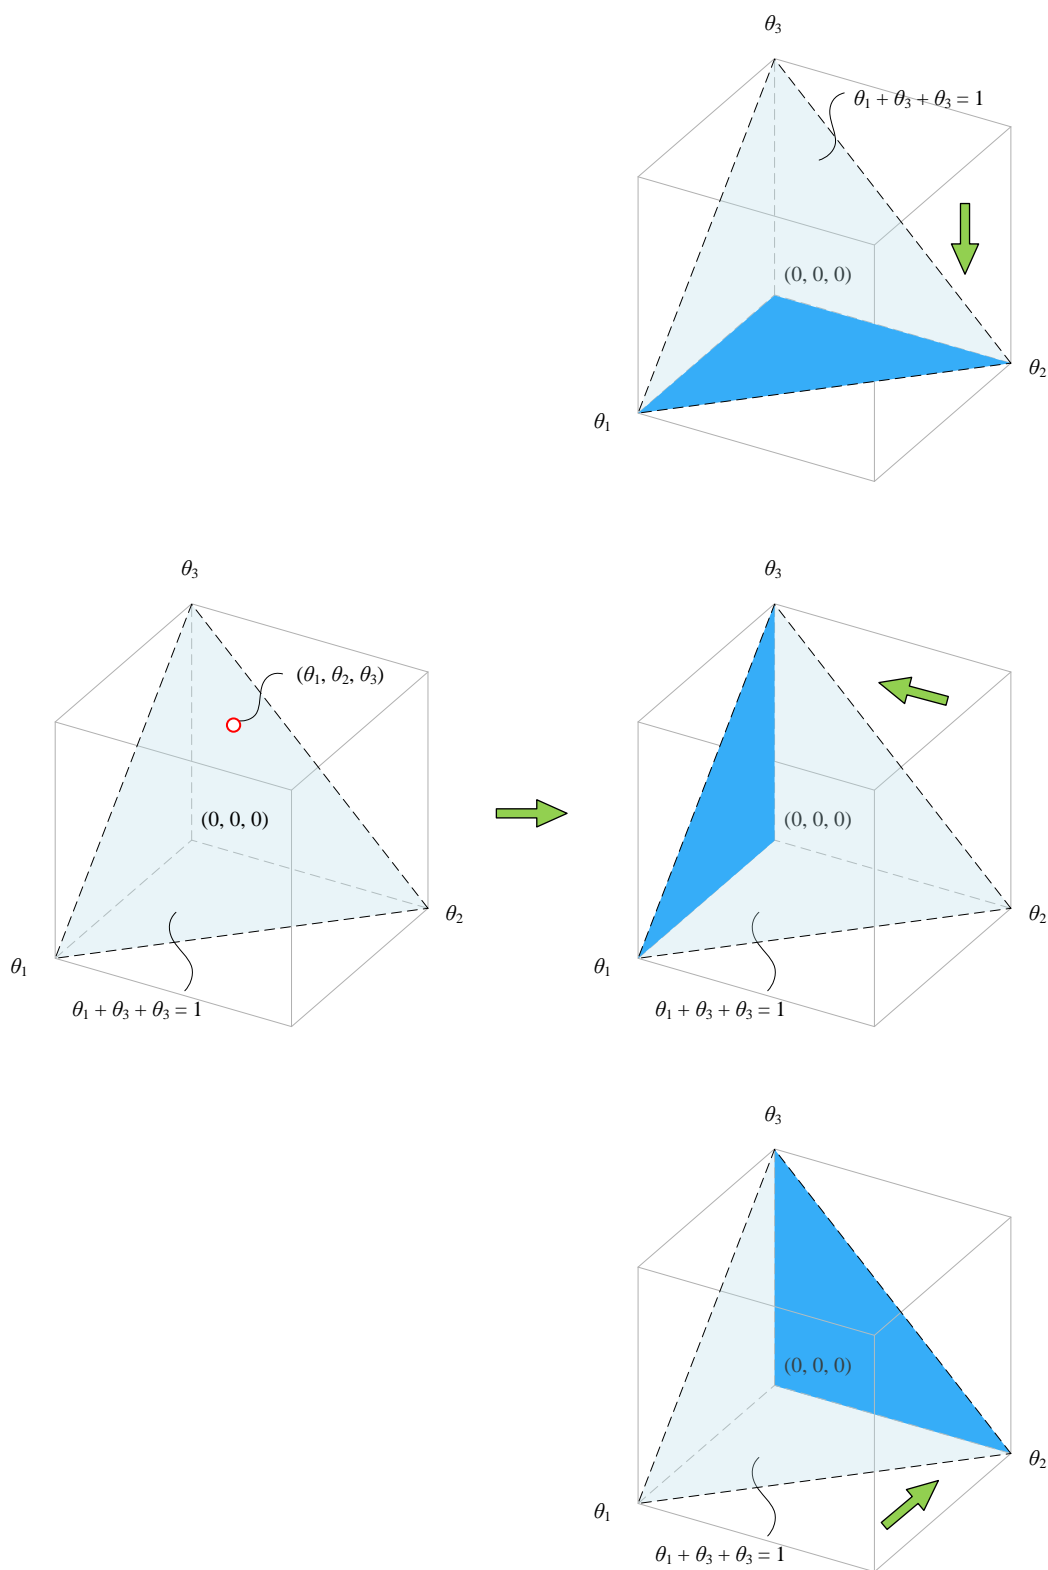 θ3
θ1 + θ3 + θ3 = 1
(0, 0, 0)
θ2
θ1
θ3
(θ1, θ2, θ3)
(0, 0, 0)
θ2
θ1
θ1 + θ3 + θ3 = 1
θ3
(0, 0, 0)
θ2
θ1
θ1 + θ3 + θ3 = 1
θ3
(0, 0, 0)
θ2
θ1
θ1 + θ3 + θ3 = 1